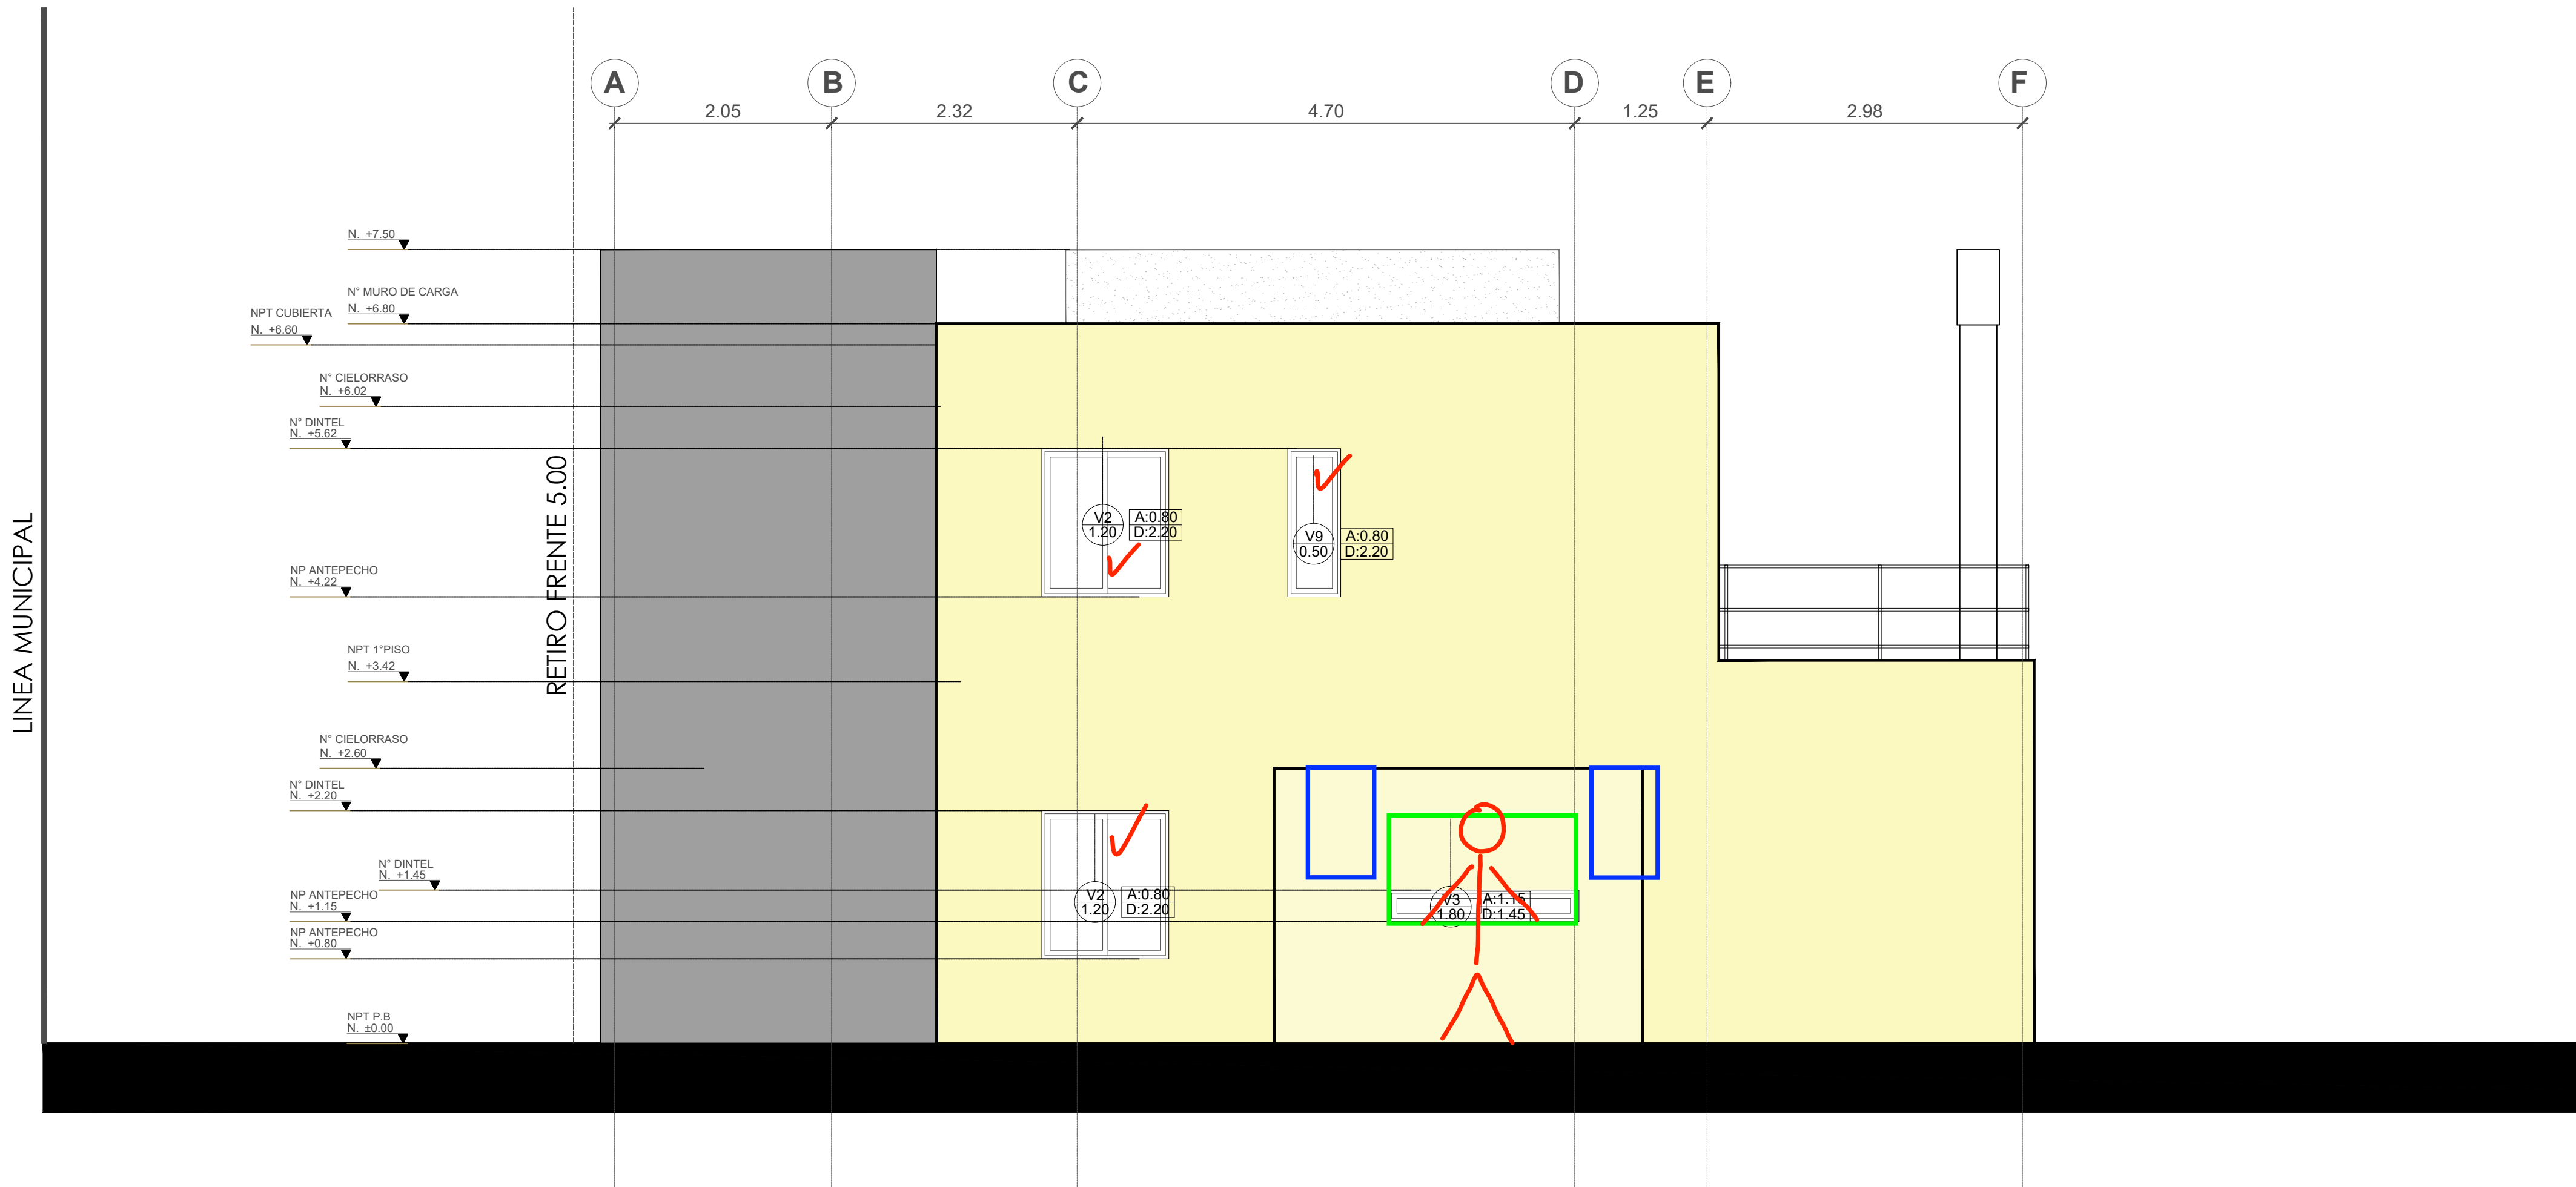 A B C D E F
2.05 2.32 4.70 1.25 2.98
N. +7.50
N° MURO DE CARGA
N. +6.80
NPT CUBIERTA
N. +6.60
N° CIELORRASO
N. +6.02
N° DINTEL
N. +5.62
V2
1.20
A:0.80
D:2.20
V9
0.50
A:0.80
D:2.20
NP ANTEPECHO
N. +4.22
NPT 1°PISO
N. +3.42
N° CIELORRASO
N. +2.60
N° DINTEL
N. +2.20
N° DINTEL
N. +1.45
NP ANTEPECHO
N. +1.15
V2
1.20
A:0.80
D:2.20
V3
1.80
A:1.15
D:1.45
NP ANTEPECHO
N. +0.80
NPT P.B
N. ±0.00
LINEA MUNICIPAL
RETIRO FRENTE 5.00